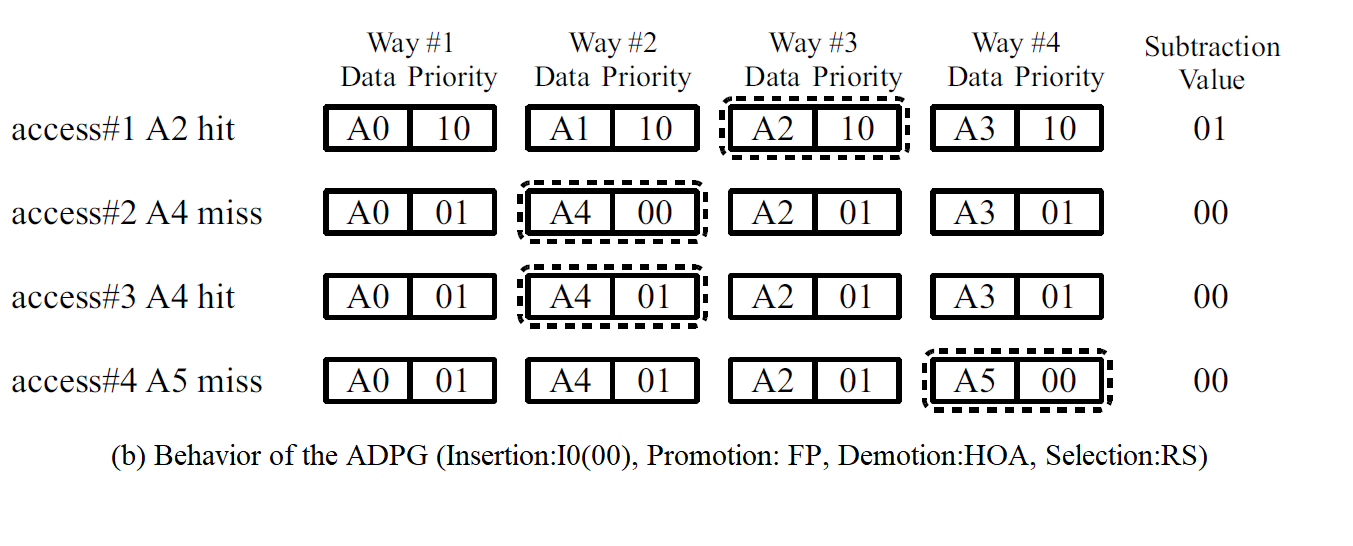 Way #1 Way #2 Way #3 Way #4 Subtraction
Data Priority Data Priority Data Priority Data Priority Value
access#1 A2 hit A0 10 A1 10 A2 10 A3 10 01
access#2 A4 miss A0 01 A4 00 A2 01 A3 01 00
access#3 A4 hit A0 01 A4 01 A2 01 A3 01 00
access#4 A5 miss A0 01 A4 01 A2 01 A5 00 00
(b) Behavior of the ADPG (Insertion:I0(00), Promotion: FP, Demotion:HOA, Selection:RS)